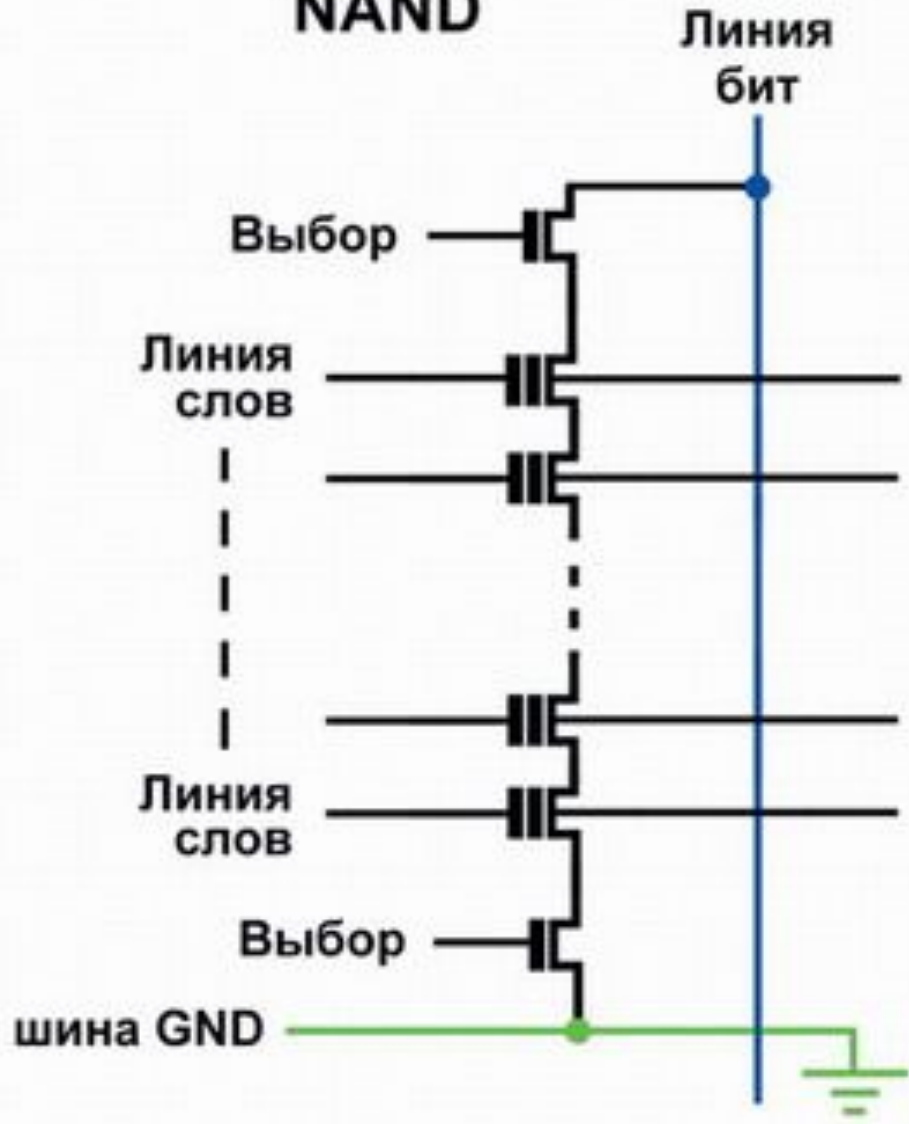 NAND
Линия
бит
Выбор
Линия
слов
Линия
слов
Выбор
шина GND